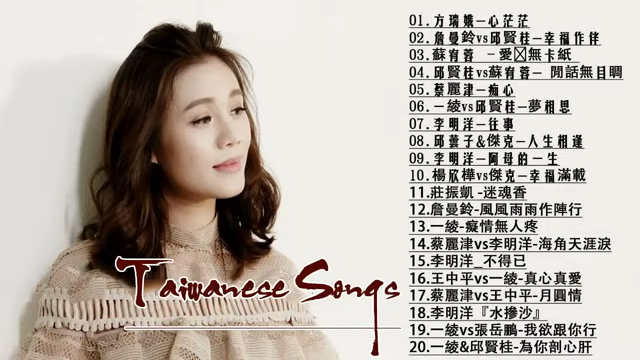 01.方瑞娥–心茫茫
02.詹曼鈴vs邱賢桂–幸福作伴
03.蘇宥蓉 –愛無卡紙
04.邱賢桂vs蘇宥蓉– 閒話無目睭
05.蔡麗津–痴心
06.一綾vs邱賢桂–夢相思
07.李明洋–往事
08.邱蕓子&傑克–人生相逢
09.李明洋–阿母的一生
10.楊欣樺vs傑克–幸福滿載
11.莊振凱 -迷魂香
12.詹曼鈴-風風雨雨作陣行
13.一綾-癡情無人疼
14.蔡麗津vs李明洋-海角天涯淚
15.李明洋_不得已
16.王中平vs一綾-真心真愛
17.蔡麗津vs王中平-月圓情
18.李明洋『水摻沙』
19.一綾vs張岳鵬-我欲跟你行
20.一綾&邱賢桂-為你剖心肝
Taiwanese Songs